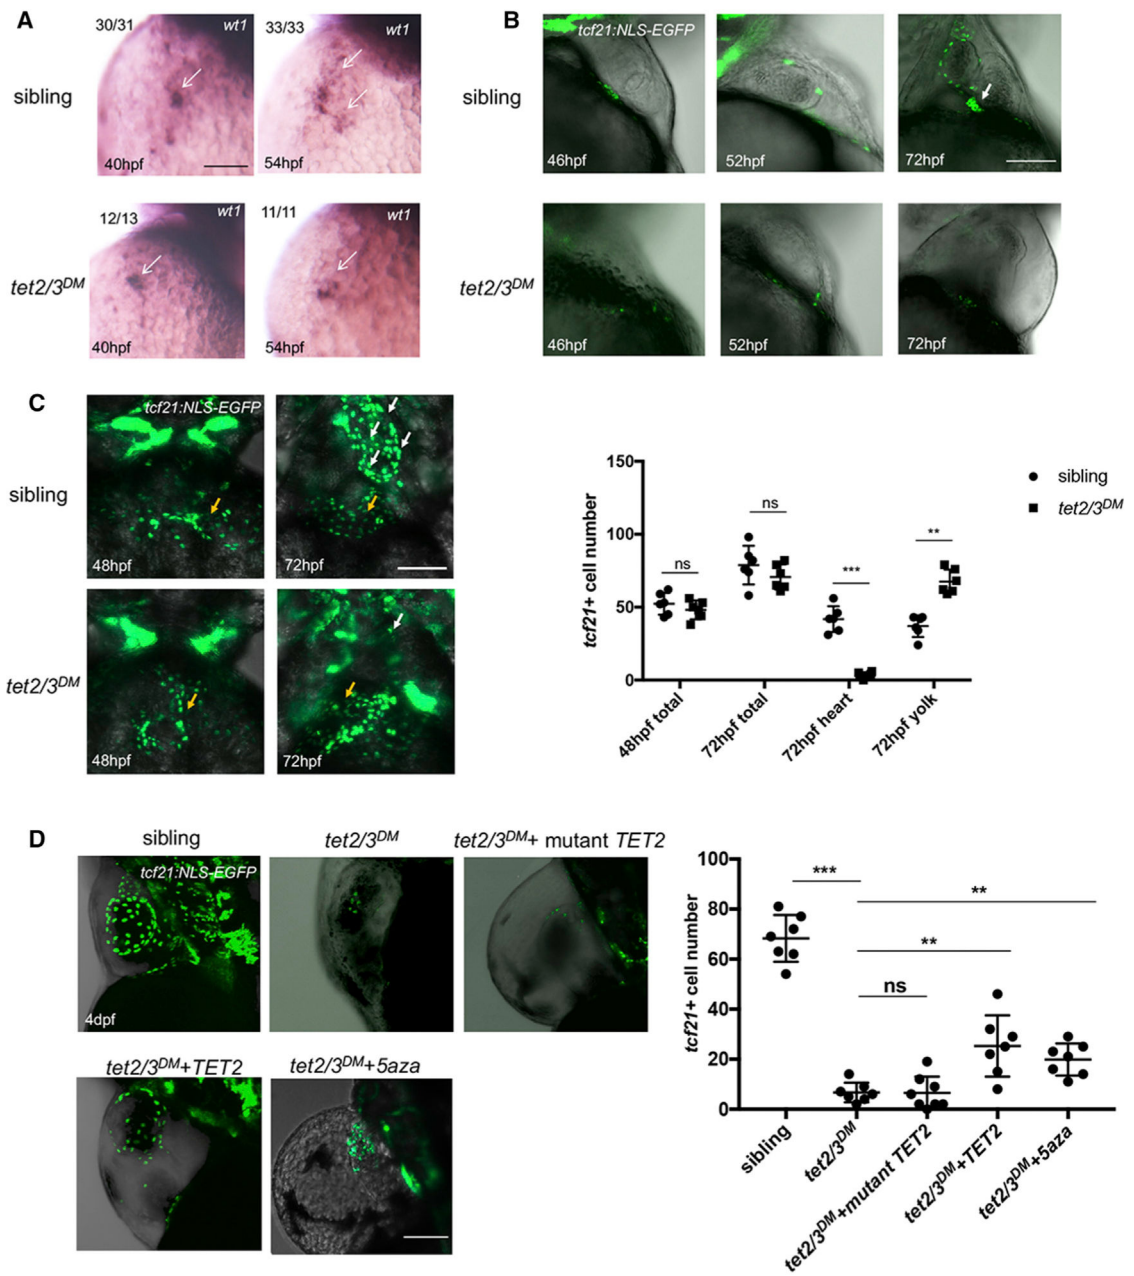 A
30/31
wt1
33/33
wt1
sibling
40hpf
54hpf
12/13
wt1
11/11
wt1
tet2/3DM
40hpf
54hpf
B
tcf21:NLS-EGFP
sibling
46hpf
52hpf
72hpf
tet2/3DM
46hpf
52hpf
72hpf
C
tcf21:NLS-EGFP
sibling
48hpf
72hpf
tet2/3DM
48hpf
72hpf
tcf21+ cell number
150
100
50
0
ns
ns
***
**
sibling
tet2/3DM
48hpf total
72hpf total
72hpf heart
72hpf yolk
D
sibling
tet2/3DM
tet2/3DM+ mutant TET2
tcf21:NLS-EGFP
4dpf
tet2/3DM+TET2
tet2/3DM+5aza
tcf21+ cell number
100
80
60
40
20
0
***
**
**
ns
sibling
tet2/3DM
tet2/3DM+mutant TET2
tet2/3DM+TET2
tet2/3DM+5aza